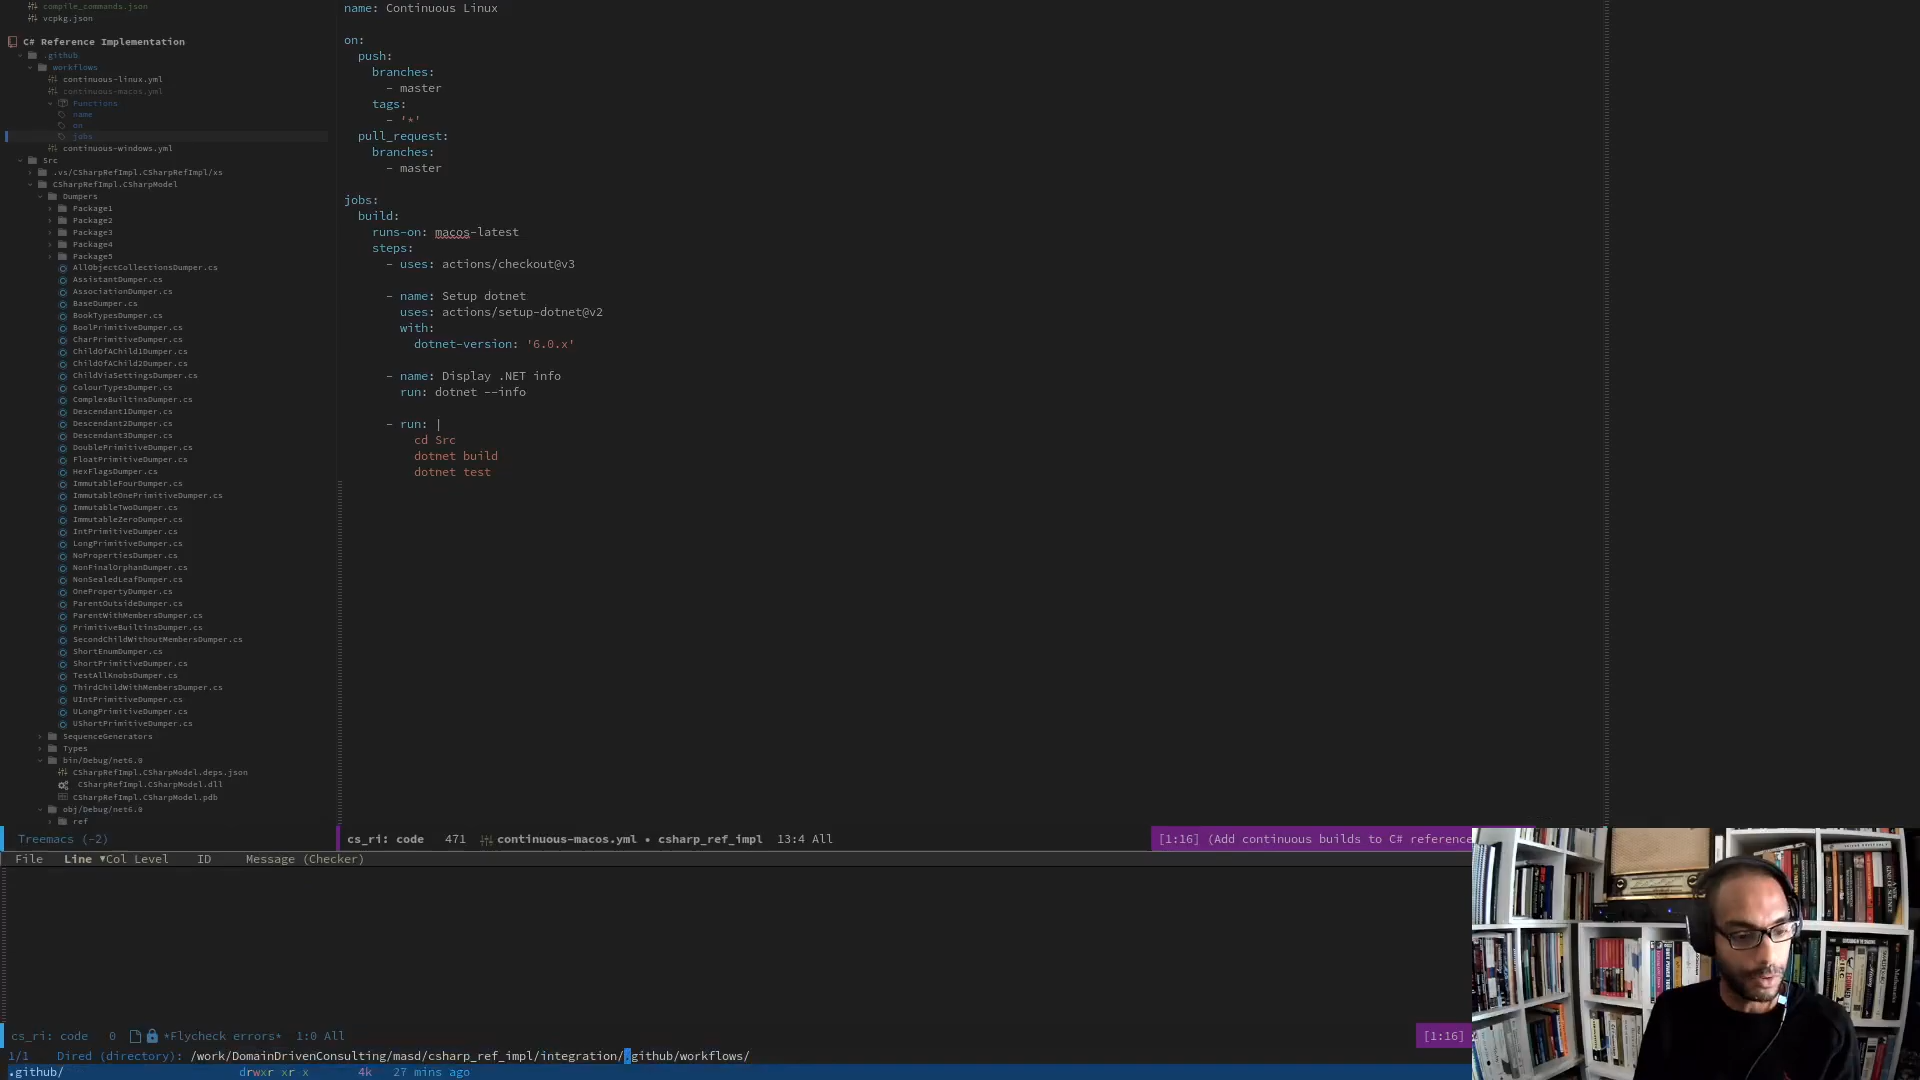 compile_commands.json
vcpkg.json
C# Reference Implementation
.github
workflows
continuous-linux.yml
continuous-macos.yml
Functions
name
on
jobs
continuous-windows.yml
Src
.vs/CSharpRefImpl.CSharpRefImpl/xs
CSharpRefImpl.CSharpModel
Dumpers
Package1
Package2
Package3
Package4
Package5
AllObjectCollectionsDumper.cs
AssistantDumper.cs
AssociationDumper.cs
BaseDumper.cs
BookTypesDumper.cs
BoolPrimitiveDumper.cs
CharPrimitiveDumper.cs
ChildOfAChild1Dumper.cs
ChildOfAChild2Dumper.cs
ChildViaSettingsDumper.cs
ColourTypesDumper.cs
ComplexBuiltinsDumper.cs
Descendant1Dumper.cs
Descendant2Dumper.cs
Descendant3Dumper.cs
DoublePrimitiveDumper.cs
FloatPrimitiveDumper.cs
HexFlagsDumper.cs
ImmutableFourDumper.cs
ImmutableOnePrimitiveDumper.cs
ImmutableTwoDumper.cs
ImmutableZeroDumper.cs
IntPrimitiveDumper.cs
LongPrimitiveDumper.cs
NoPropertiesDumper.cs
NonFinalOrphanDumper.cs
NonSealedLeafDumper.cs
OnePropertyDumper.cs
ParentOutsideDumper.cs
ParentWithMembersDumper.cs
PrimitiveBuiltinsDumper.cs
SecondChildWithoutMembersDumper.cs
ShortEnumDumper.cs
ShortPrimitiveDumper.cs
TestAllKnobsDumper.cs
ThirdChildWithMembersDumper.cs
UIntPrimitiveDumper.cs
ULongPrimitiveDumper.cs
UShortPrimitiveDumper.cs
SequenceGenerators
Types
bin/Debug/net6.0
CSharpRefImpl.CSharpModel.deps.json
CSharpRefImpl.CSharpModel.dll
CSharpRefImpl.CSharpModel.pdb
obj/Debug/net6.0
ref
Treemacs (-2)
name: Continuous Linux
on:
push:
branches:
- master
tags:
- '*'
pull_request:
branches:
- master
jobs:
build:
runs-on: macos-latest
steps:
- uses: actions/checkout@v3
- name: Setup dotnet
uses: actions/setup-dotnet@v2
with:
dotnet-version: '6.0.x'
- name: Display .NET info
run: dotnet --info
- run: |
cd Src
dotnet build
dotnet test
cs_ri: code 471 continuous-macos.yml • csharp_ref_impl 13:4 All
[1:16] (Add continuous builds to C# reference
File Line ▼Col Level ID Message (Checker)
cs_ri: code 0 *Flycheck errors* 1:0 All
[1:16]
1/1 Dired (directory): /work/DomainDrivenConsulting/masd/csharp_ref_impl/integration/.github/workflows/
.github/ drwxr xr x 4k 27 mins ago